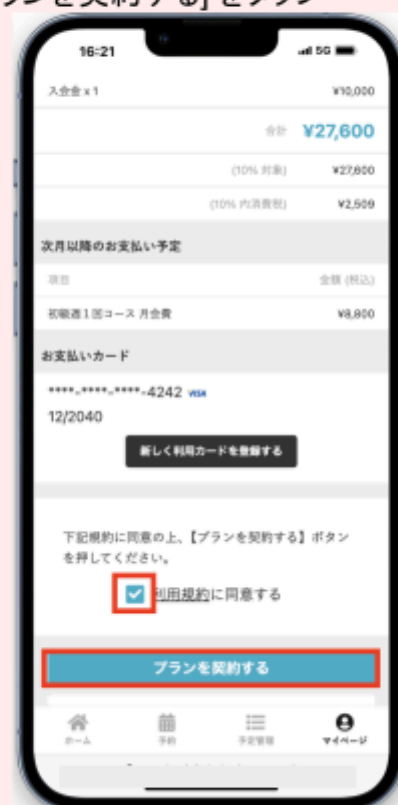 ンを契約する]をタップ
16:21
5G
入会金 x 1 ¥10,000
合計 ¥27,600
(10% 対象) ¥27,600
(10% 内消費税) ¥2,509
次月以降のお支払い予定
項目 金額 (税込)
初級週1回コース 月会費 ¥8,800
お支払いカード
****-****-****-4242 VISA
12/2040
新しく利用カードを登録する
下記規約に同意の上、【プランを契約する】ボタン
を押してください。
利用規約に同意する
プランを契約する
ホーム 予約 予定管理 マイページ